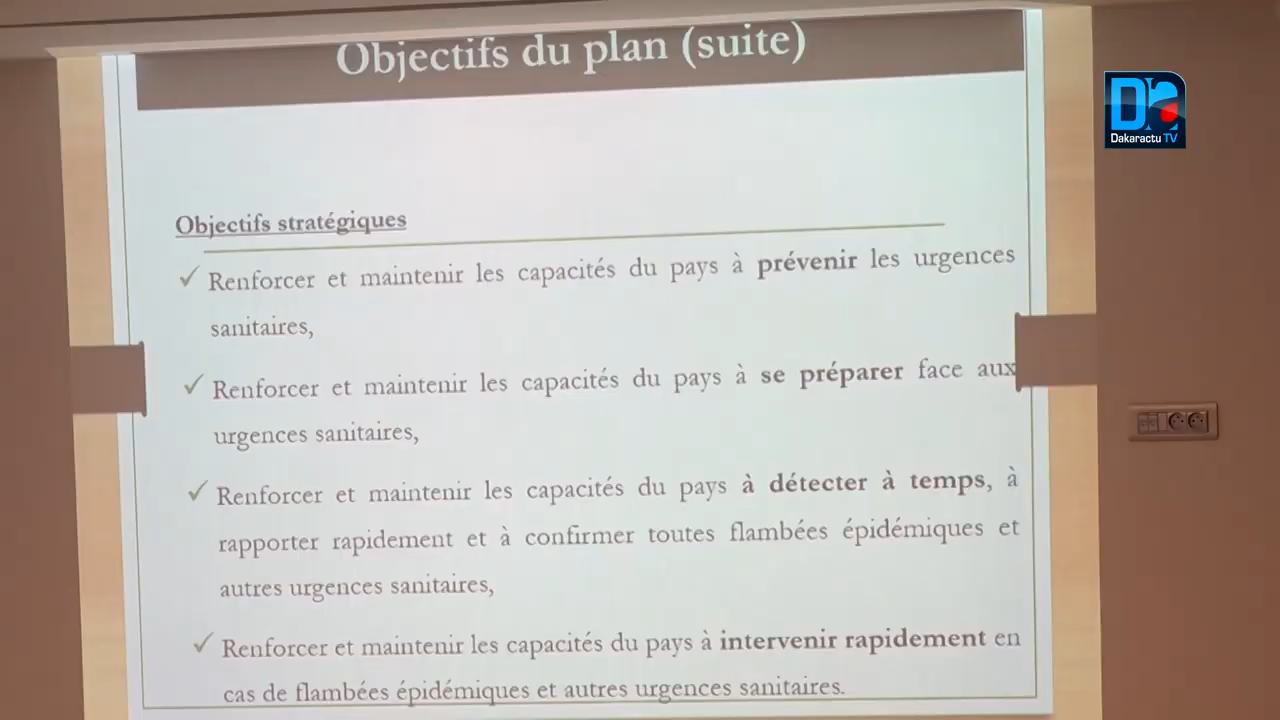 Objectifs du plan (suite)
Dakaractu TV
Objectifs stratégiques
✓ Renforcer et maintenir les capacités du pays à prévenir les urgences
sanitaires,
✓ Renforcer et maintenir les capacités du pays à se préparer face aux
urgences sanitaires,
✓ Renforcer et maintenir les capacités du pays à détecter à temps, à
rapporter rapidement et à confirmer toutes flambées épidémiques et
autres urgences sanitaires,
✓ Renforcer et maintenir les capacités du pays à intervenir rapidement en
cas de flambées épidémiques et autres urgences sanitaires.